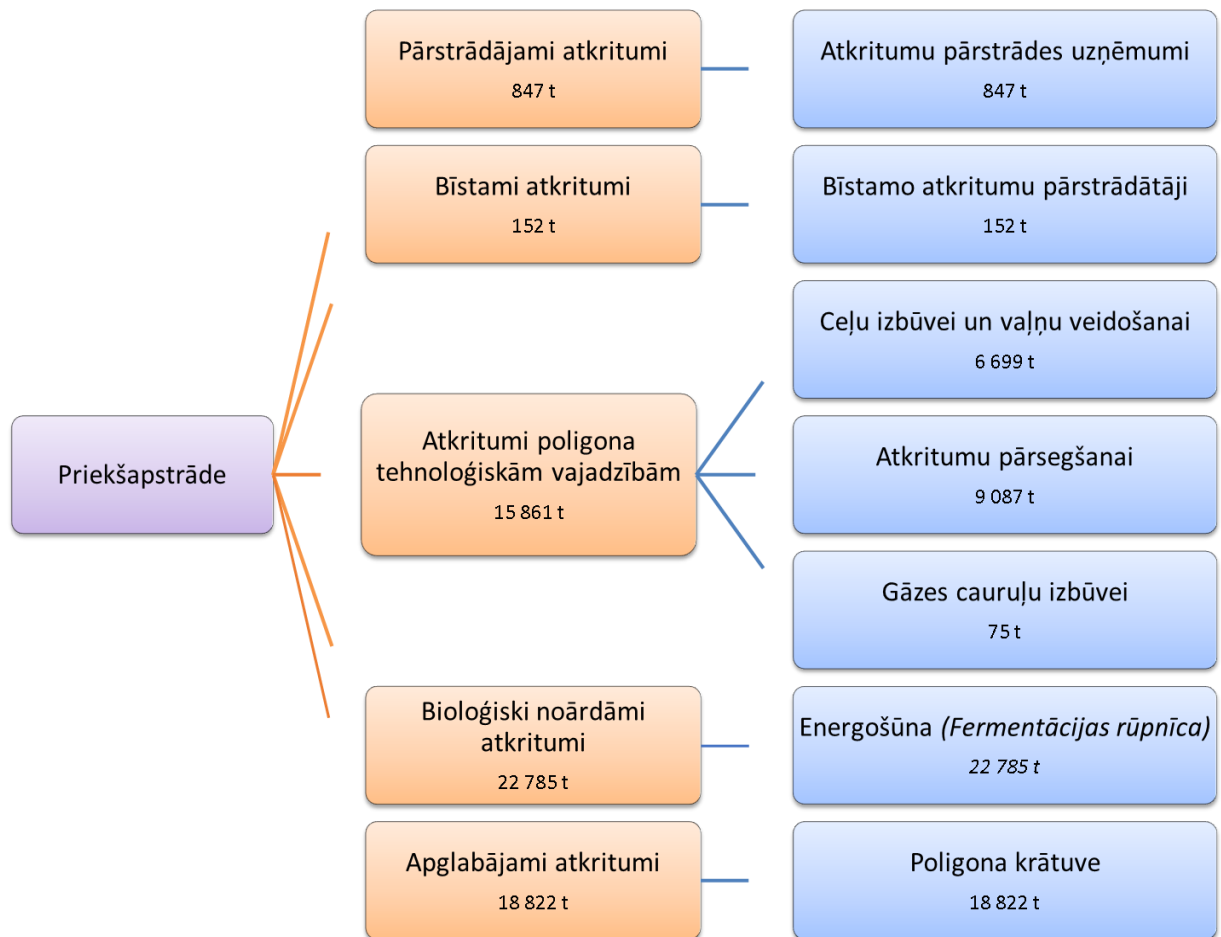 Priekšapstrāde
Pārstrādājami atkritumi
847 t
Atkritumu pārstrādes uzņēmumi
847 t
Bīstami atkritumi
152 t
Bīstamo atkritumu pārstrādātāji
152 t
Atkritumi poligona
tehnoloģiskām vajadzībām
15 861 t
Ceļu izbūvei un vaļņu veidošanai
6 699 t
Atkritumu pārsegšanai
9 087 t
Gāzes cauruļu izbūvei
75 t
Bioloģiski noārdāmi
atkritumi
22 785 t
Energošūna (Fermentācijas rūpnīca)
22 785 t
Apglabājami atkritumi
18 822 t
Poligona krātuve
18 822 t